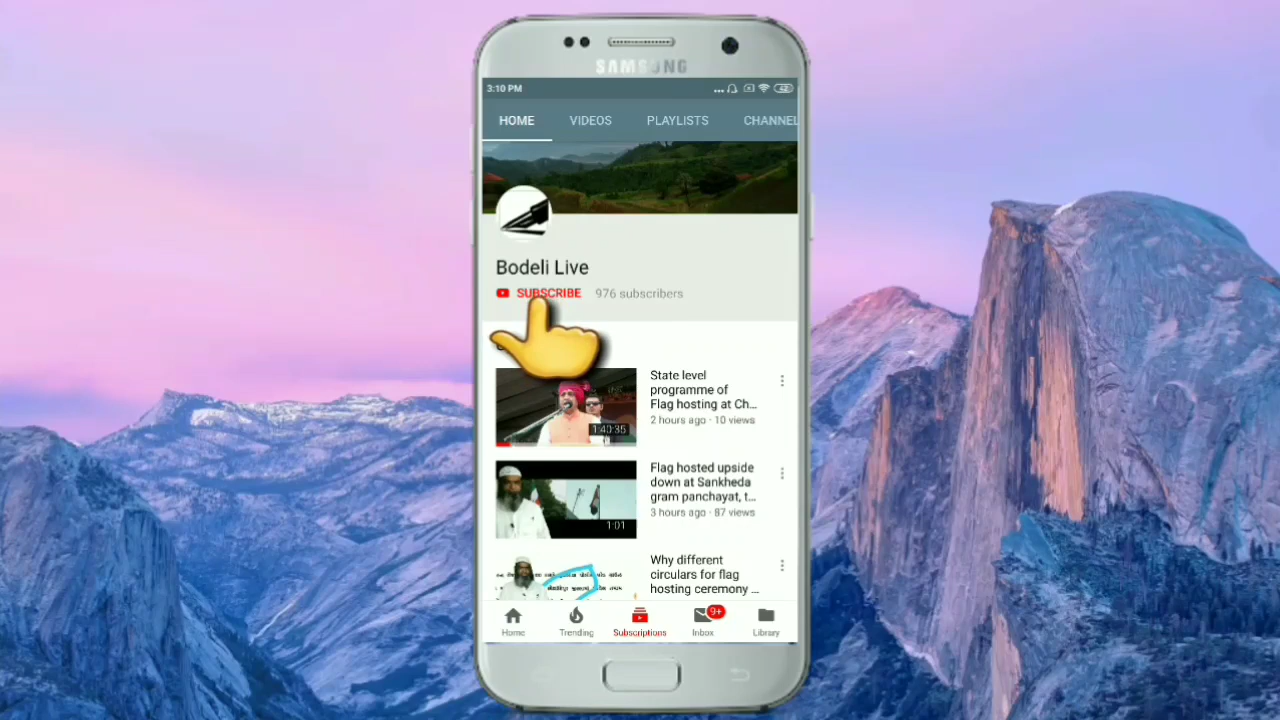 SAMSUNG
3:10 PM
42
HOME VIDEOS PLAYLISTS CHANNEL
Bodeli Live
SUBSCRIBE 976 subscribers
State level
programme of
Flag hosting at Ch...
2 hours ago · 10 views
1:40:35
Flag hosted upside
down at Sankheda
gram panchayat, t...
3 hours ago · 87 views
1:01
Why different
circulars for flag
hosting ceremony ...
Home Trending Subscriptions Inbox Library
9+